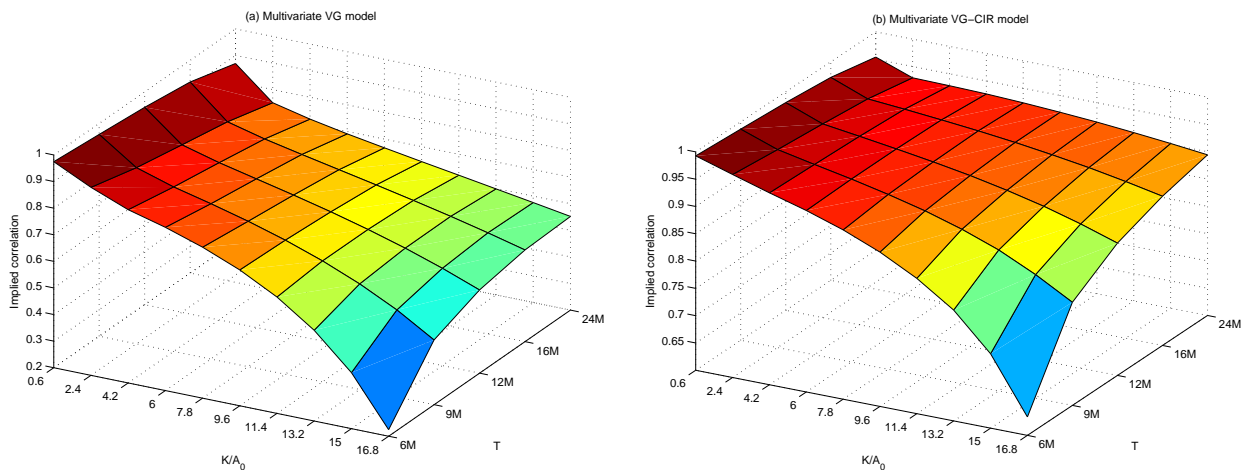 (a) Multivariate VG model
1
0.9
0.8
0.7
0.6
0.5
0.4
0.3
0.2
Implied correlation
0.6
2.4
4.2
6
7.8
9.6
11.4
13.2
15
16.8
K/A0
6M
9M
12M
16M
24M
T
(b) Multivariate VG−CIR model
1
0.95
0.9
0.85
0.8
0.75
0.7
0.65
Implied correlation
0.6
2.4
4.2
6
7.8
9.6
11.4
13.2
15
16.8
K/A0
6M
9M
12M
16M
24M
T